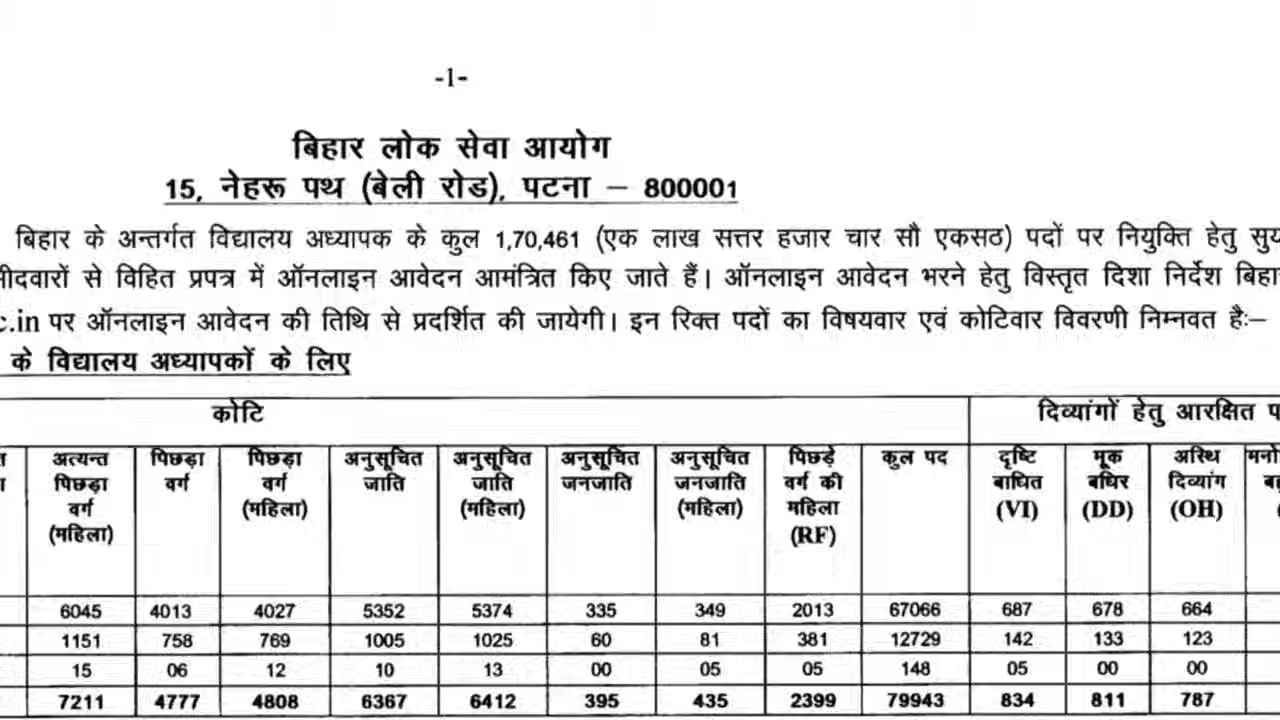 -1-
बिहार लोक सेवा आयोग
15, नेहरू पथ (बेली रोड), पटना – 800001
बिहार के अन्तर्गत विद्यालय अध्यापक के कुल 1,70,461 (एक लाख सत्तर हजार चार सौ एकसठ) पदों पर नियुक्ति हेतु
से विहित प्रपत्र में ऑनलाइन आवेदन आमंत्रित किए जाते हैं। ऑनलाइन आवेदन भरने हेतु विस्तृत दिशा निर्देश
c.in पर ऑनलाइन आवेदन की तिथि से प्रदर्शित की जायेगी। इन रिक्त पदों का विषयवार एवं कोटिवार विवरणी निम्नवत है:–
के विद्यालय अध्यापकों के लिए
कोटि दिव्यांगों हेतु आरक्षित
अत्यन्त पिछड़ा वर्ग (महिला) पिछड़ा वर्ग पिछड़ा वर्ग (महिला) अनुसूचित जाति अनुसूचित जाति (महिला) अनुसूचित जनजाति अनुसूचित जनजाति (महिला) पिछड़े वर्ग की महिला (RF) कुल पद दृष्टि बाधित (VI) मूक बधिर (DD) अस्थि दिव्यांग (OH)
6045 4013 4027 5352 5374 335 349 2013 67066 687 678 664
1151 758 769 1005 1025 60 81 381 12729 142 133 123
15 06 12 10 13 00 05 05 148 05 00 00
7211 4777 4808 6367 6412 395 435 2399 79943 834 811 787